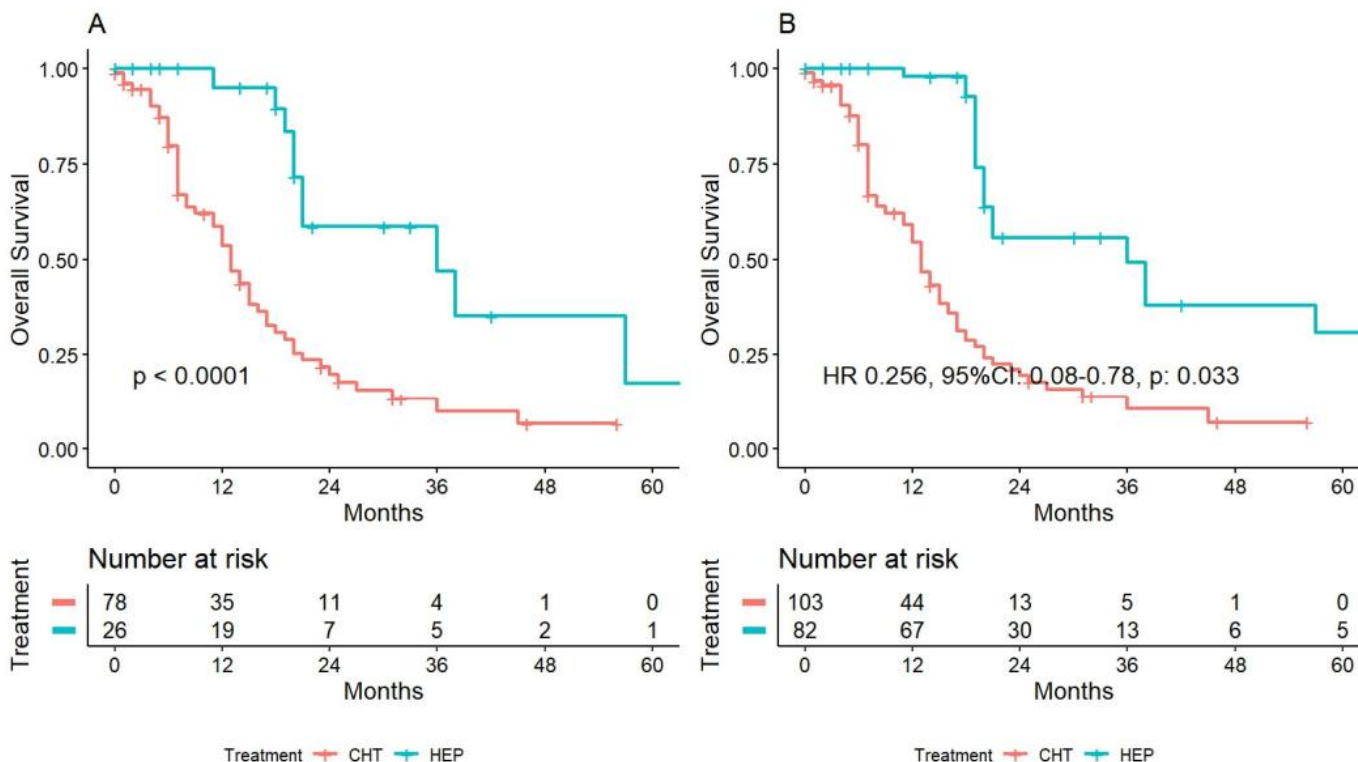 A
Overall Survival
1.00
0.75
0.50
0.25
0.00
p < 0.0001
0 12 24 36 48 60
Months
Number at risk
Treatment
78 35 11 4 1 0
26 19 7 5 2 1
0 12 24 36 48 60
Months
Treatment CHT HEP
B
Overall Survival
1.00
0.75
0.50
0.25
0.00
HR 0.256, 95%CI: 0.08-0.78, p: 0.033
0 12 24 36 48 60
Months
Number at risk
Treatment
103 44 13 5 1 0
82 67 30 13 6 5
0 12 24 36 48 60
Months
Treatment CHT HEP